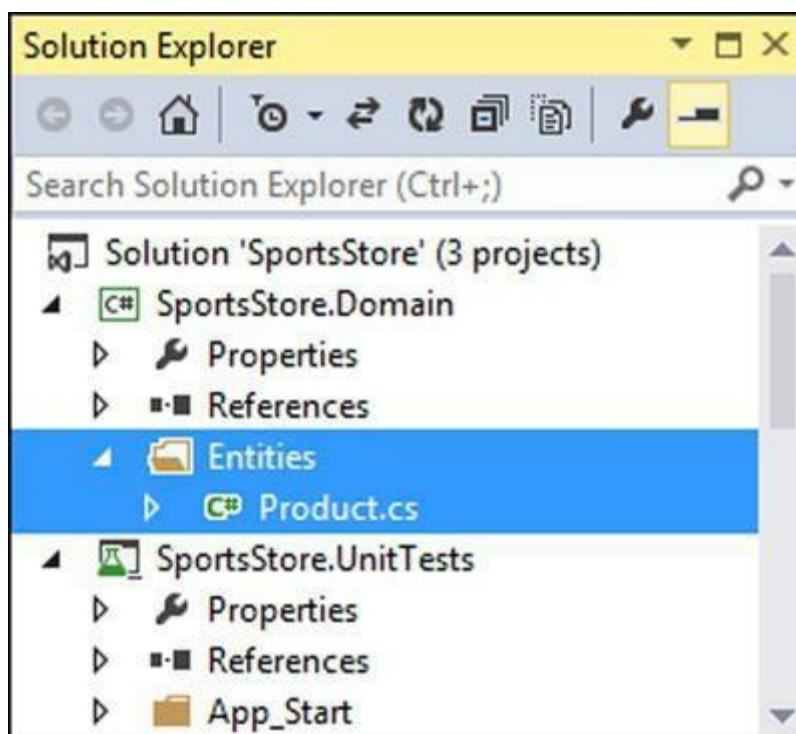 Solution Explorer
Search Solution Explorer (Ctrl+;)
Solution 'SportsStore' (3 projects)
C# SportsStore.Domain
Properties
References
Entities
C# Product.cs
SportsStore.UnitTests
Properties
References
App_Start